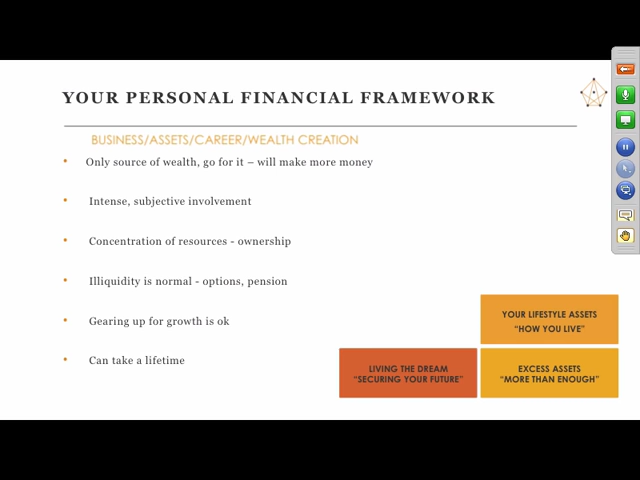 YOUR PERSONAL FINANCIAL FRAMEWORK
BUSINESS/ASSETS/CAREER/WEALTH CREATION
• Only source of wealth, go for it – will make more money
• Intense, subjective involvement
• Concentration of resources - ownership
• Illiquidity is normal - options, pension
• Gearing up for growth is ok
• Can take a lifetime
YOUR LIFESTYLE ASSETS
“HOW YOU LIVE”
LIVING THE DREAM
“SECURING YOUR FUTURE”
EXCESS ASSETS
“MORE THAN ENOUGH”